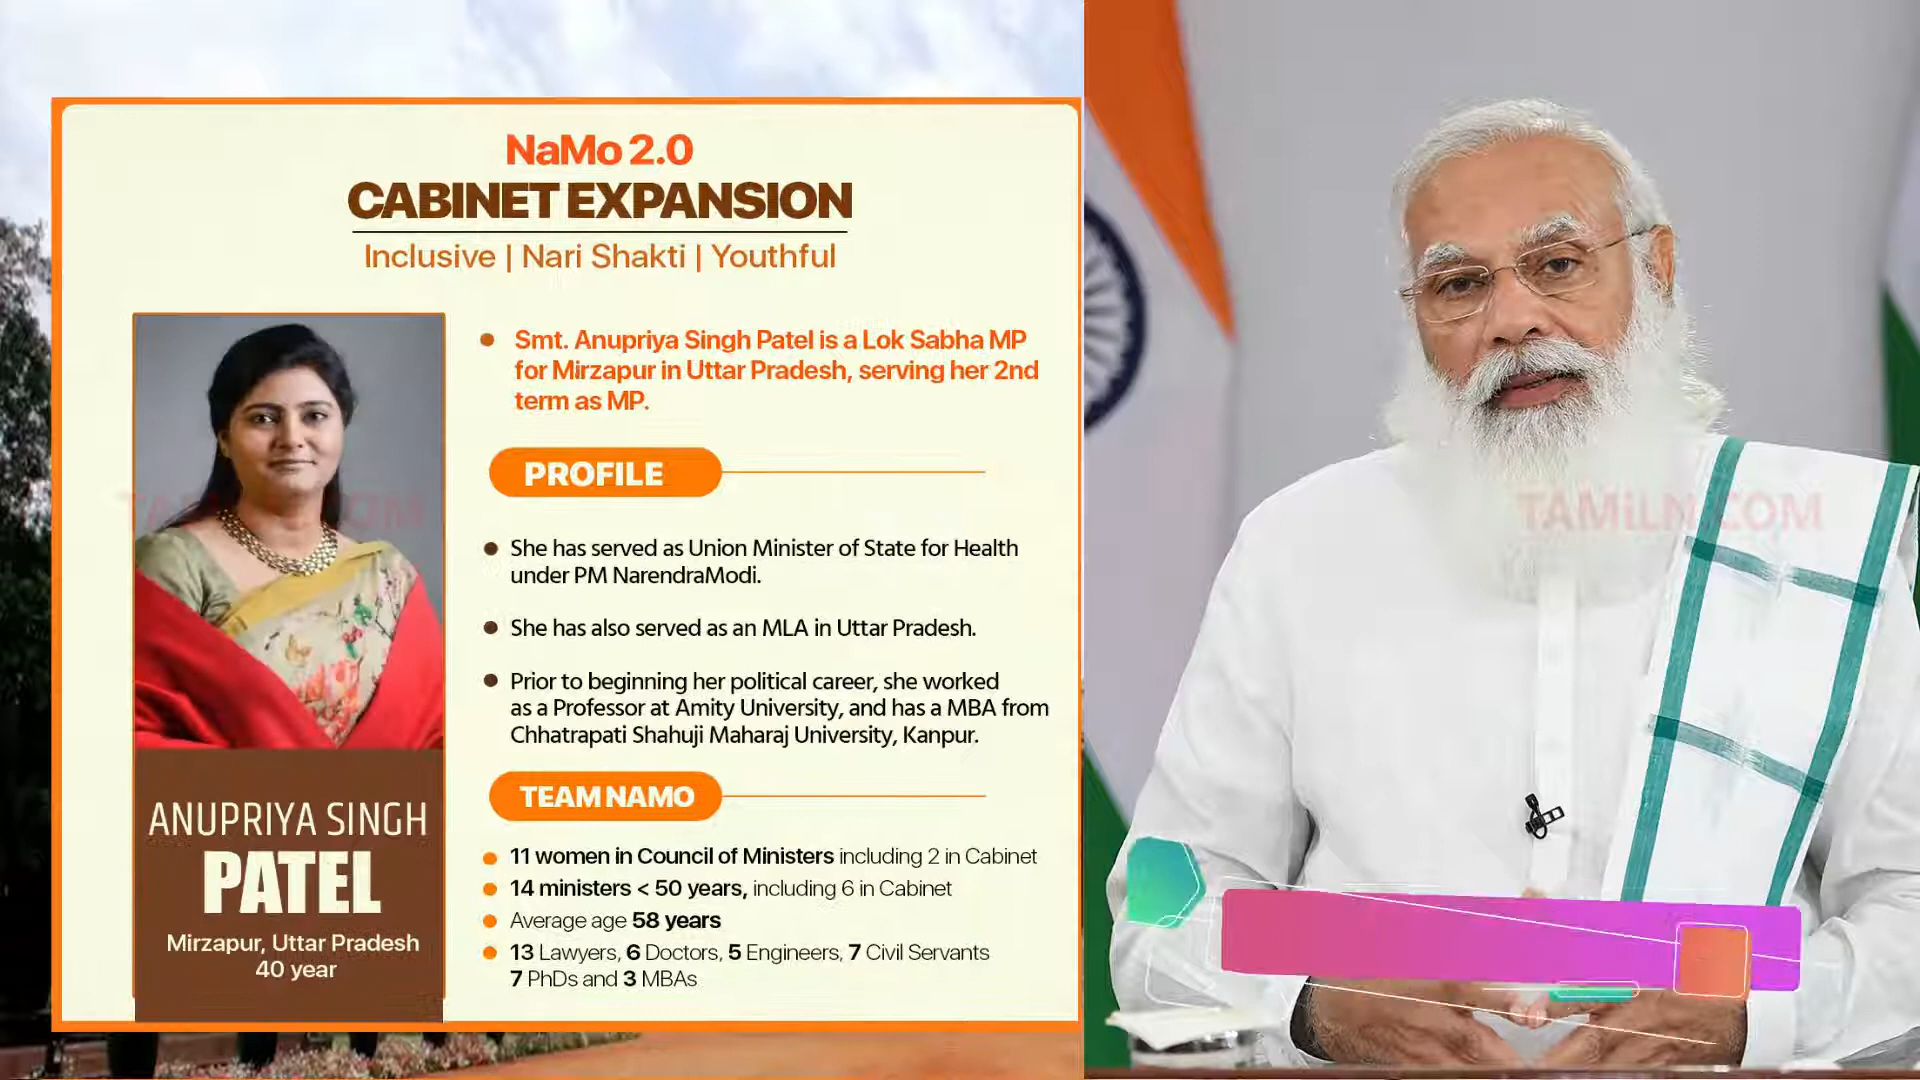 NaMo 2.0
CABINET EXPANSION
Inclusive | Nari Shakti | Youthful
Smt. Anupriya Singh Patel is a Lok Sabha MP
for Mirzapur in Uttar Pradesh, serving her 2nd
term as MP.
PROFILE
She has served as Union Minister of State for Health
under PM NarendraModi.
She has also served as an MLA in Uttar Pradesh.
Prior to beginning her political career, she worked
as a Professor at Amity University, and has a MBA from
Chhatrapati Shahuji Maharaj University, Kanpur.
TEAM NAMO
11 women in Council of Ministers including 2 in Cabinet
14 ministers < 50 years, including 6 in Cabinet
Average age 58 years
13 Lawyers, 6 Doctors, 5 Engineers, 7 Civil Servants
7 PhDs and 3 MBAs
ANUPRIYA SINGH
PATEL
Mirzapur, Uttar Pradesh
40 year
TAMiLN.COM